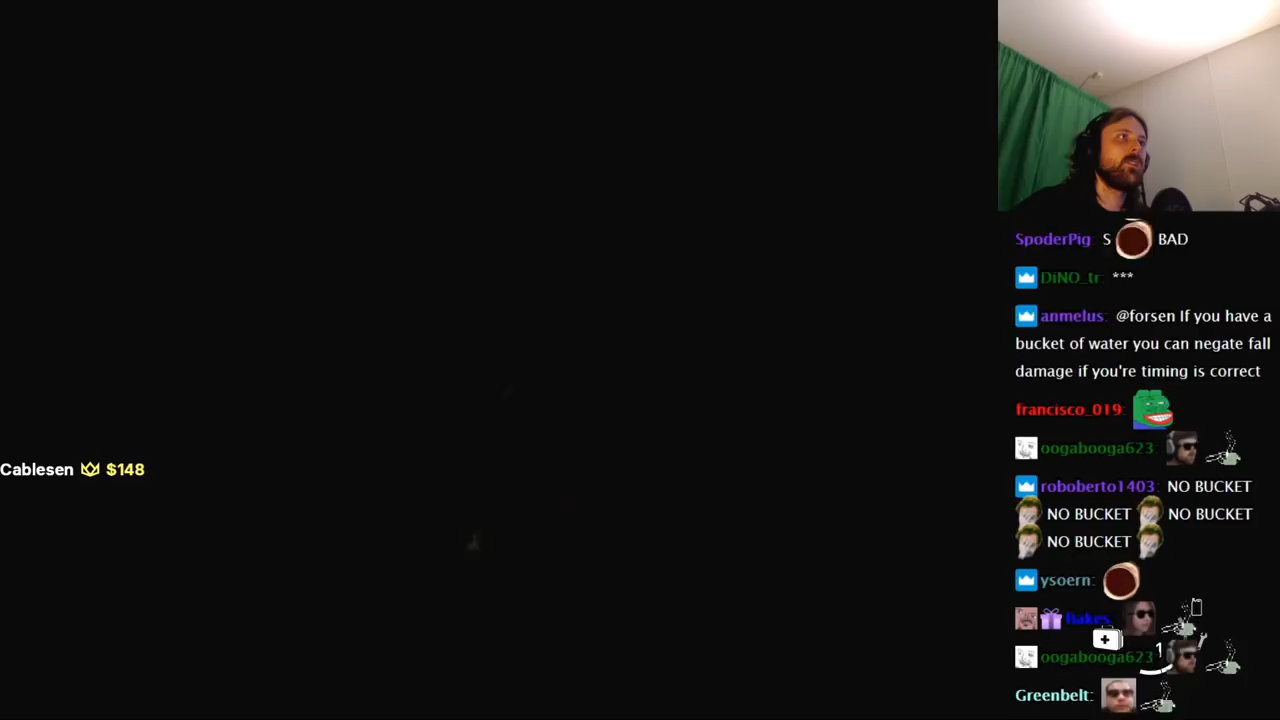 SpoderPig: S BAD
DiNO_tr: ***
anmelus: @forsen If you have a
bucket of water you can negate fall
damage if you're timing is correct
francisco_019:
Cablesen $148
oogabooga623:
roboberto1403: NO BUCKET
NO BUCKET NO BUCKET
NO BUCKET
ysoern:
Bakes
oogabooga623: 1
Greenbelt: